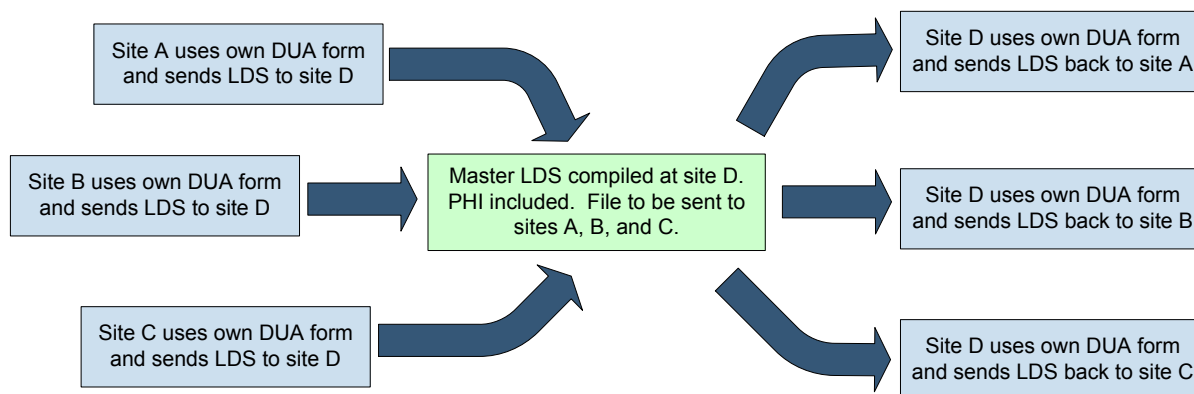 Site A uses own DUA form
and sends LDS to site D
Site B uses own DUA form
and sends LDS to site D
Site C uses own DUA form
and sends LDS to site D
Master LDS compiled at site D.
PHI included.  File to be sent to
sites A, B, and C.
Site D uses own DUA form
and sends LDS back to site A
Site D uses own DUA form
and sends LDS back to site B
Site D uses own DUA form
and sends LDS back to site C